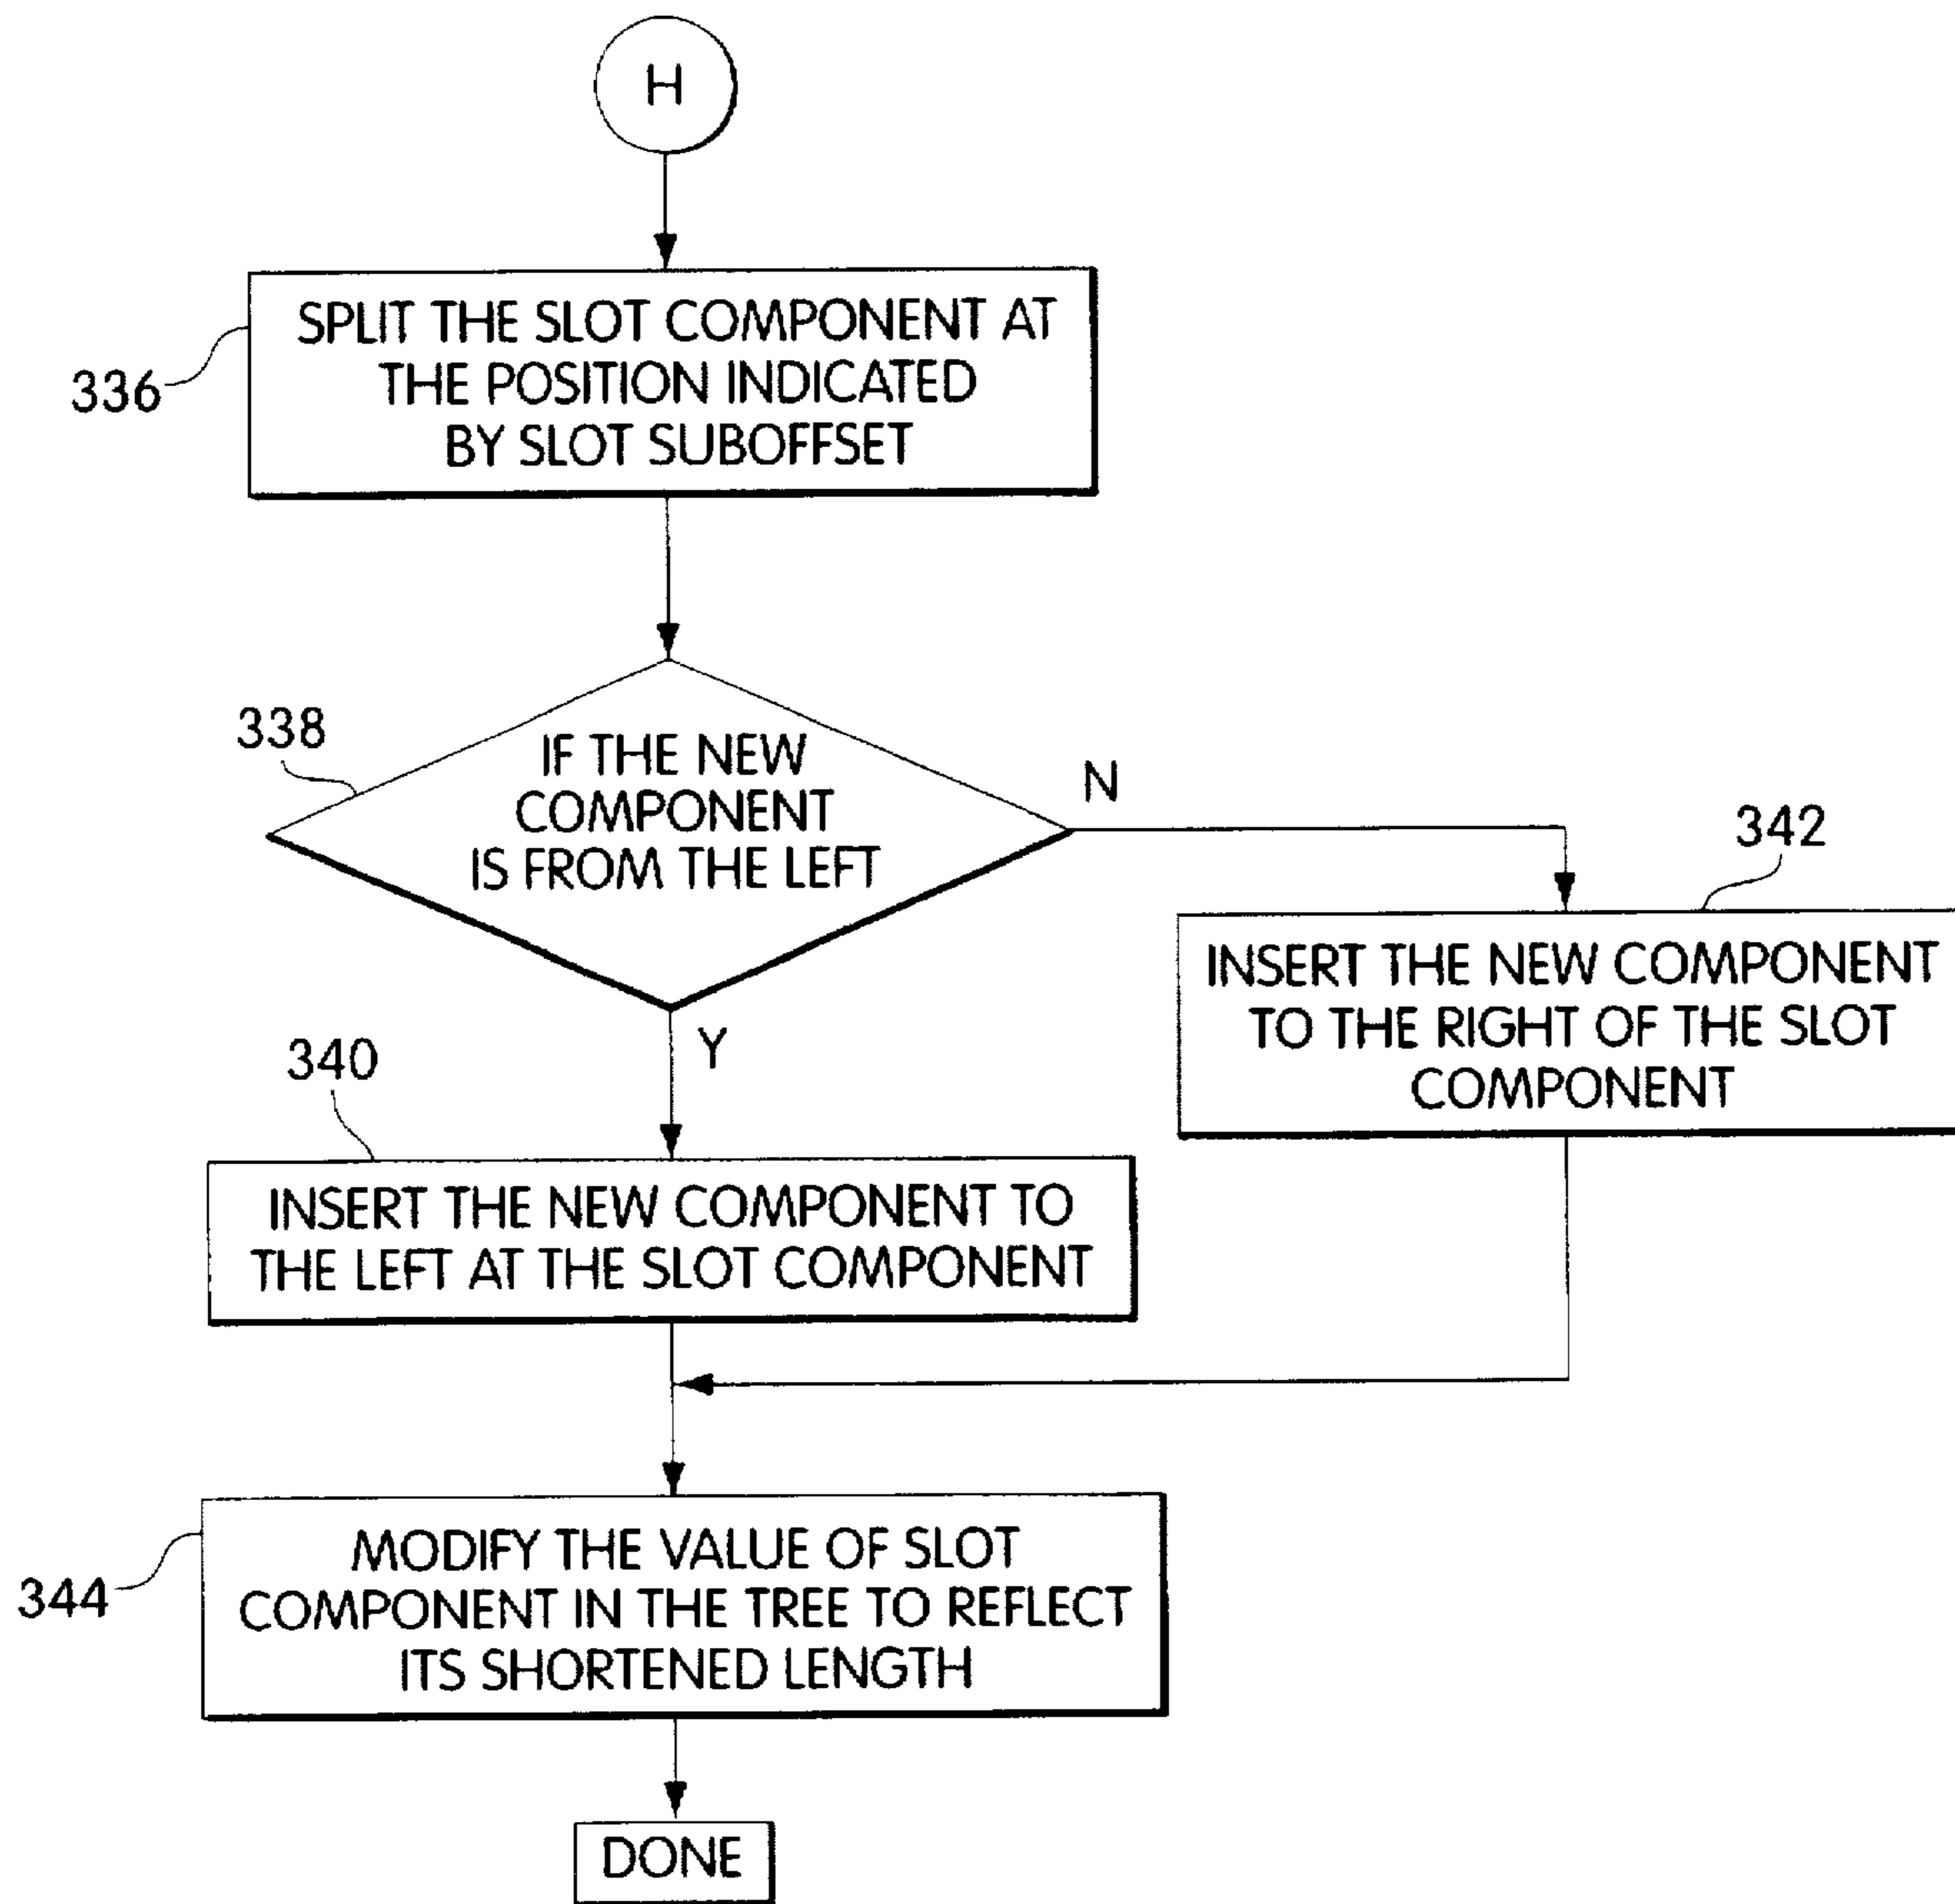 H
SPLIT THE SLOT COMPONENT AT
THE POSITION INDICATED
BY SLOT SUBOFFSET
336
338
IF THE NEW
COMPONENT
IS FROM THE LEFT
N
342
INSERT THE NEW COMPONENT
TO THE RIGHT OF THE SLOT
COMPONENT
Y
340
INSERT THE NEW COMPONENT TO
THE LEFT AT THE SLOT COMPONENT
MODIFY THE VALUE OF SLOT
COMPONENT IN THE TREE TO REFLECT
ITS SHORTENED LENGTH
344
DONE